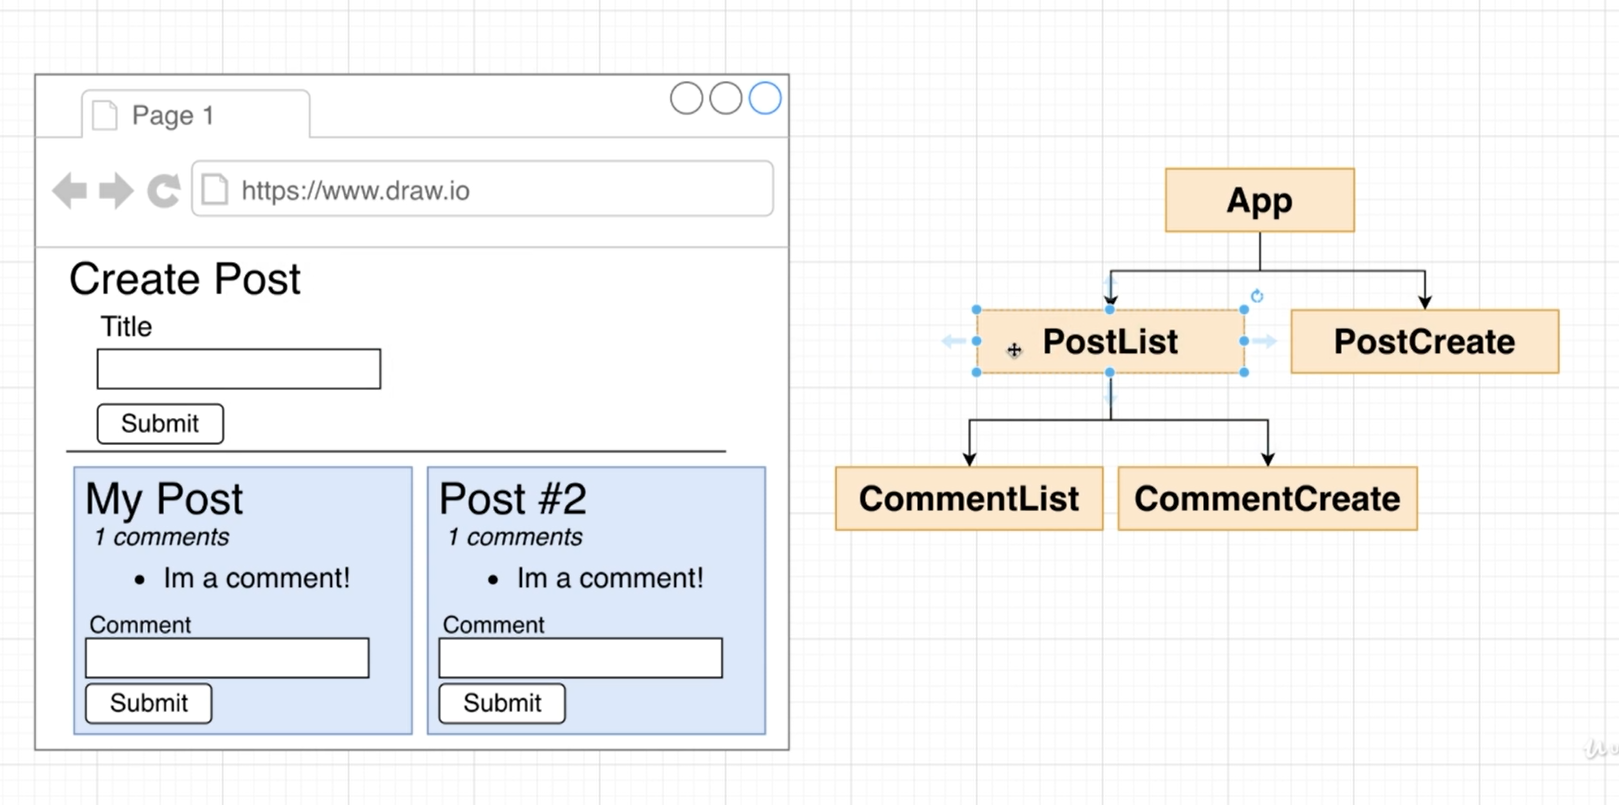 Page 1
https://www.draw.io
Create Post
Title
Submit
My Post
1 comments
• Im a comment!
Comment
Submit
Post #2
1 comments
• Im a comment!
Comment
Submit
App
PostList
PostCreate
CommentList
CommentCreate